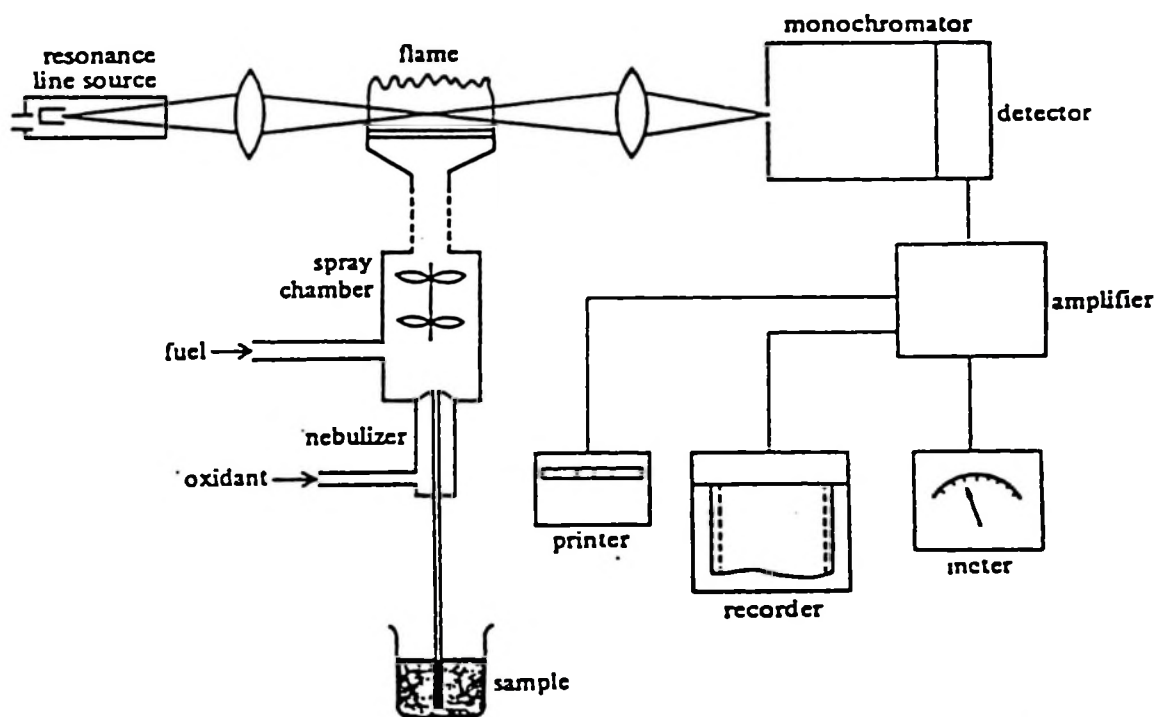 monochromator
resonance
line source
flame
detector
spray
chamber
amplifier
fuel
nebulizer
oxidant
printer
meter
recorder
sample